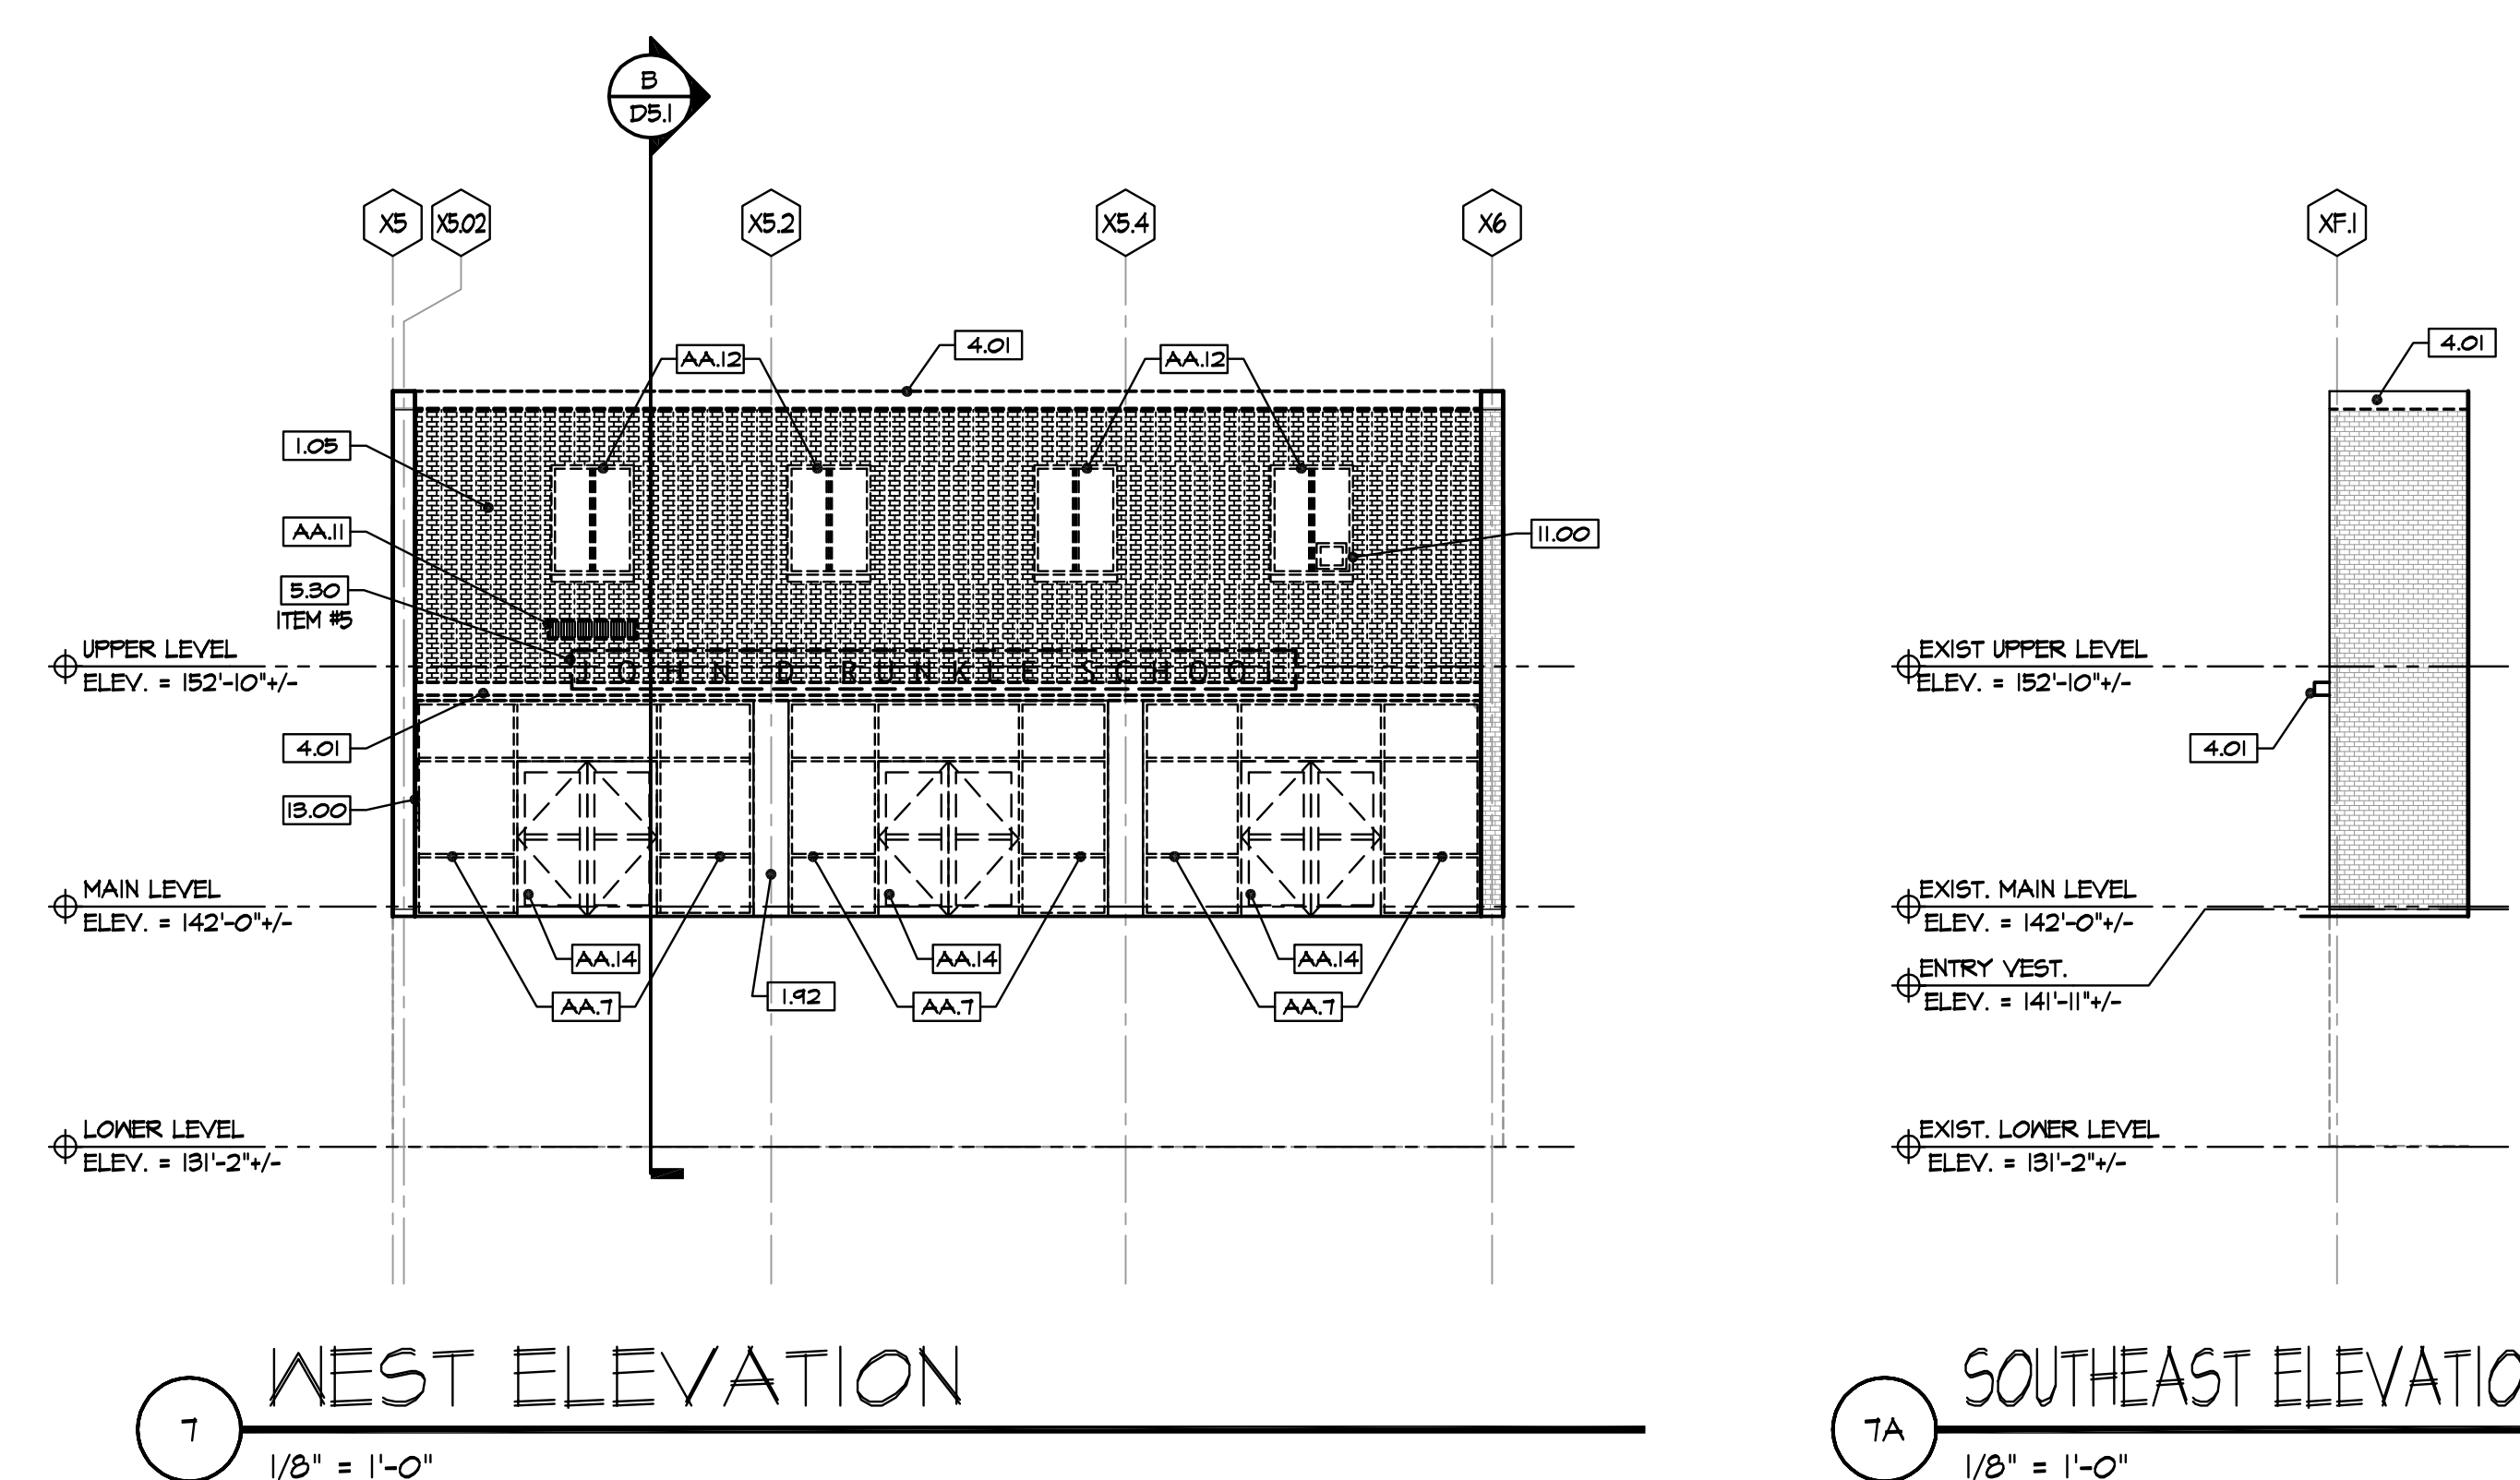 B
D5.1
X5
X5.02
X5.2
X5.4
X6
XF.1
AA.12
4.01
AA.12
4.01
1.05
AA.11
11.00
5.30
ITEM #5
UPPER LEVEL
ELEV. = 152'-10"+/-
JOHN D RUNKLE SCHOOL
EXIST UPPER LEVEL
ELEV. = 152'-10"+/-
4.01
4.01
13.00
MAIN LEVEL
ELEV. = 142'-0"+/-
EXIST. MAIN LEVEL
ELEV. = 142'-0"+/-
AA.14
AA.14
AA.14
ENTRY VEST.
ELEV. = 141'-11"+/-
AA.7
1.92
AA.7
AA.7
LOWER LEVEL
ELEV. = 131'-2"+/-
EXIST. LOWER LEVEL
ELEV. = 131'-2"+/-
7
WEST ELEVATION
1/8" = 1'-0"
7A
SOUTHEAST ELEVATIO
1/8" = 1'-0"